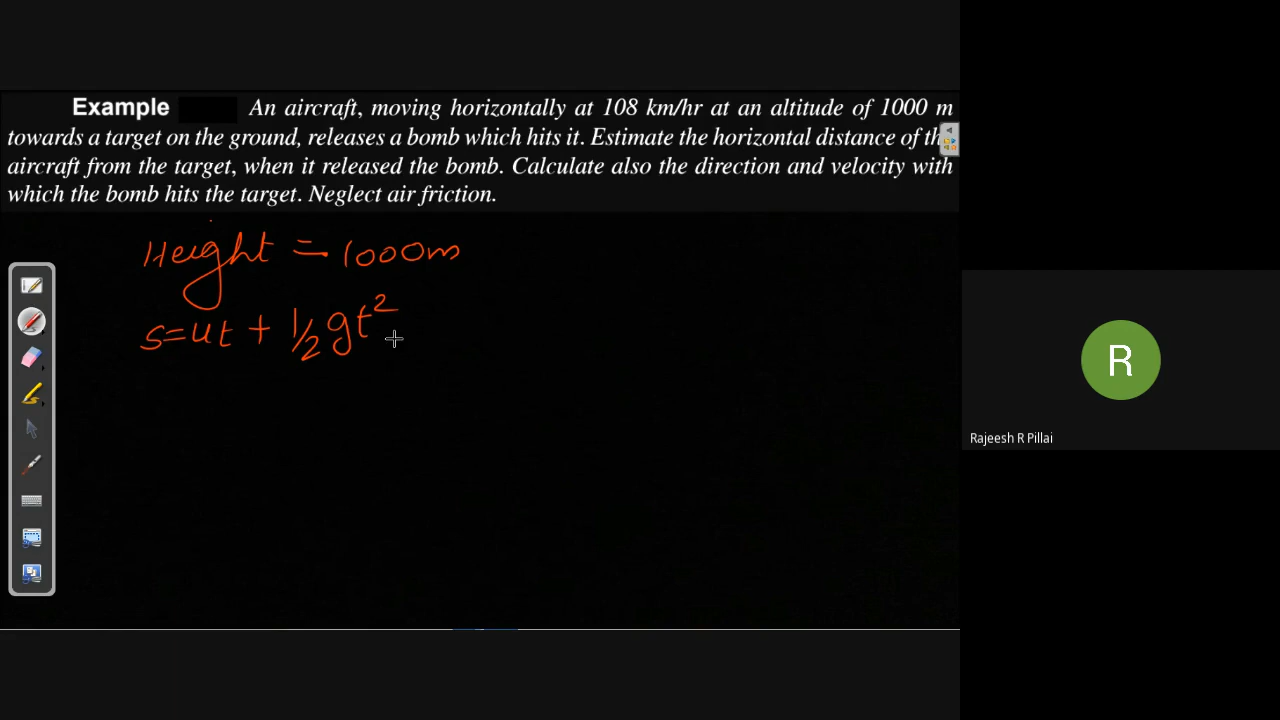 Example An aircraft, moving horizontally at 108 km/hr at an altitude of 1000 m
towards a target on the ground, releases a bomb which hits it. Estimate the horizontal distance of th
aircraft from the target, when it released the bomb. Calculate also the direction and velocity with
which the bomb hits the target. Neglect air friction.
Height = 1000m
s=ut + 1/2 gt²
R
Rajeesh R Pillai